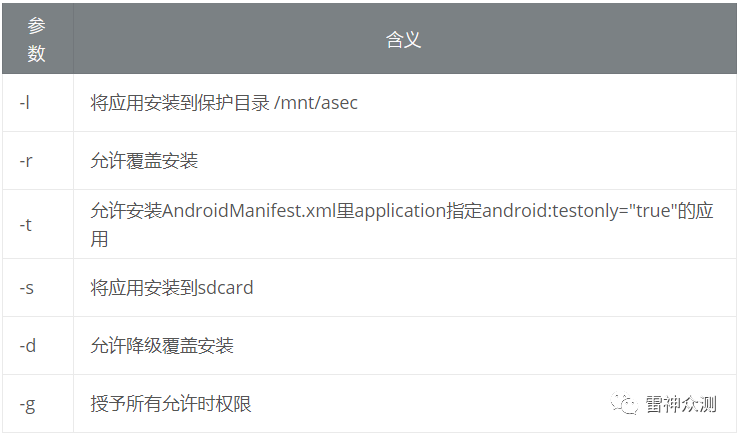 参
数
含义
-l
将应用安装到保护目录 /mnt/asec
-r
允许覆盖安装
-t
允许安装AndroidManifest.xml里application指定android:testonly="true"的应
用
-s
将应用安装到sdcard
-d
允许降级覆盖安装
-g
授予所有允许时权限
雷神众测